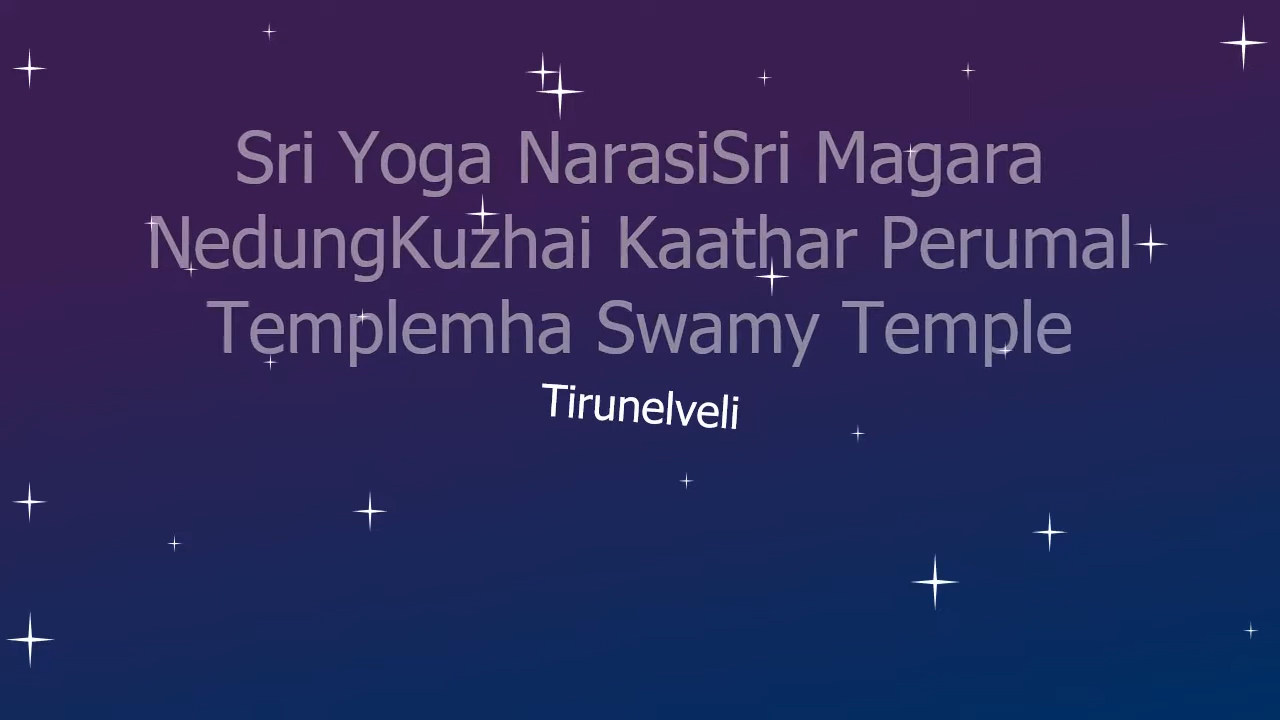 Sri Yoga NarasiSri Magara
NedungKuzhai Kaathar Perumal
Templemha Swamy Temple
Tirunelveli